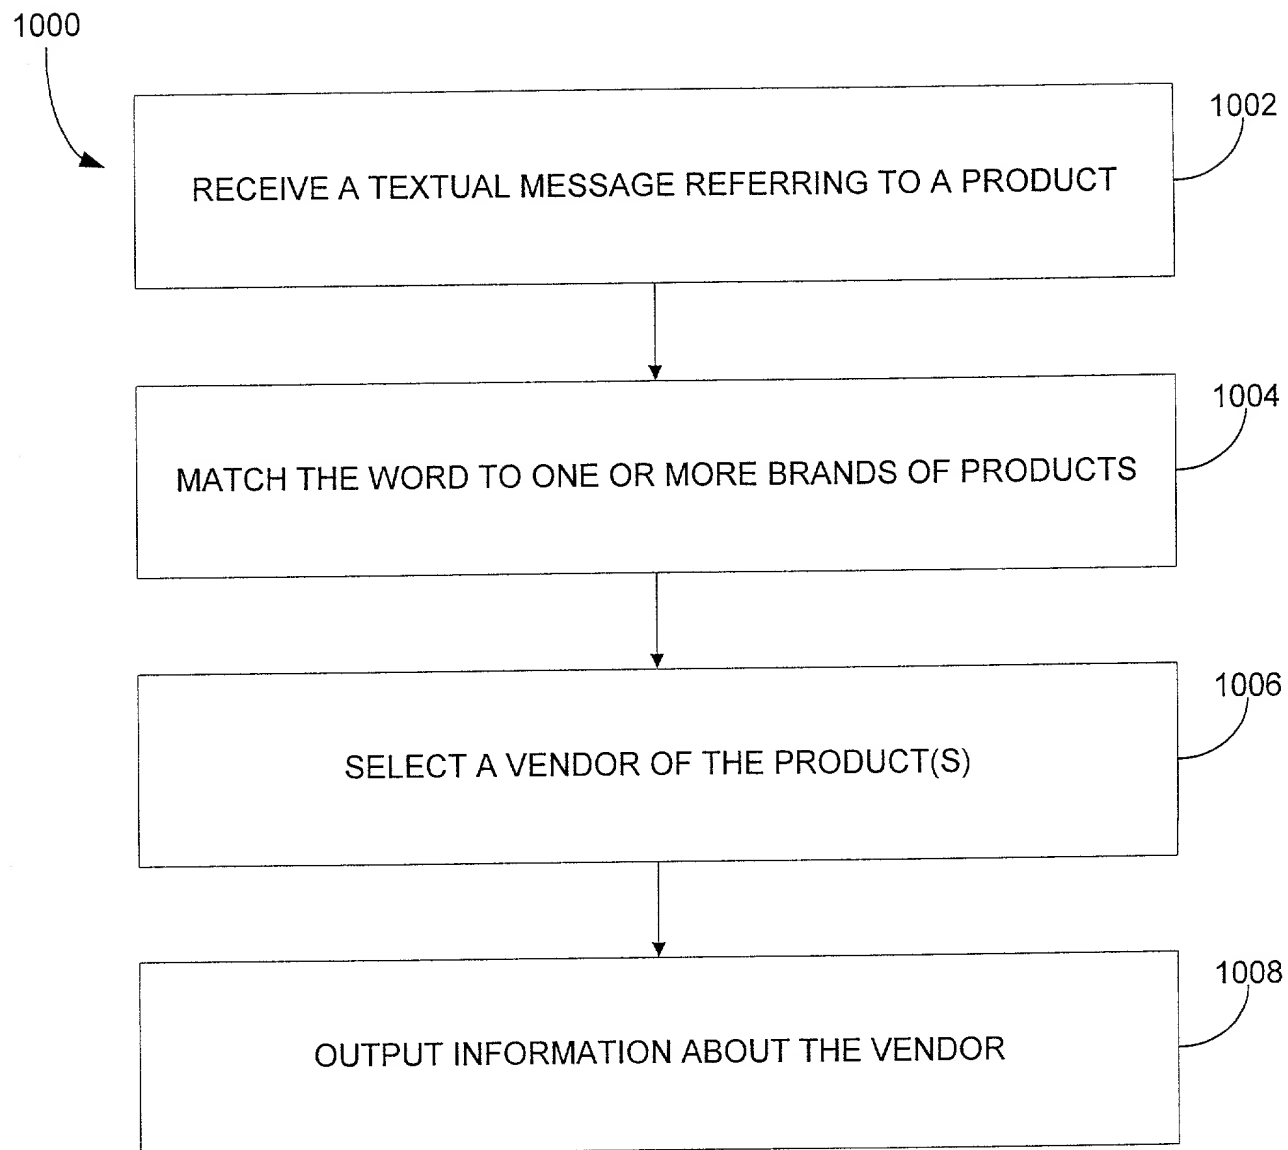 1000
1002
RECEIVE A TEXTUAL MESSAGE REFERRING TO A PRODUCT
1004
MATCH THE WORD TO ONE OR MORE BRANDS OF PRODUCTS
1006
SELECT A VENDOR OF THE PRODUCT(S)
1008
OUTPUT INFORMATION ABOUT THE VENDOR